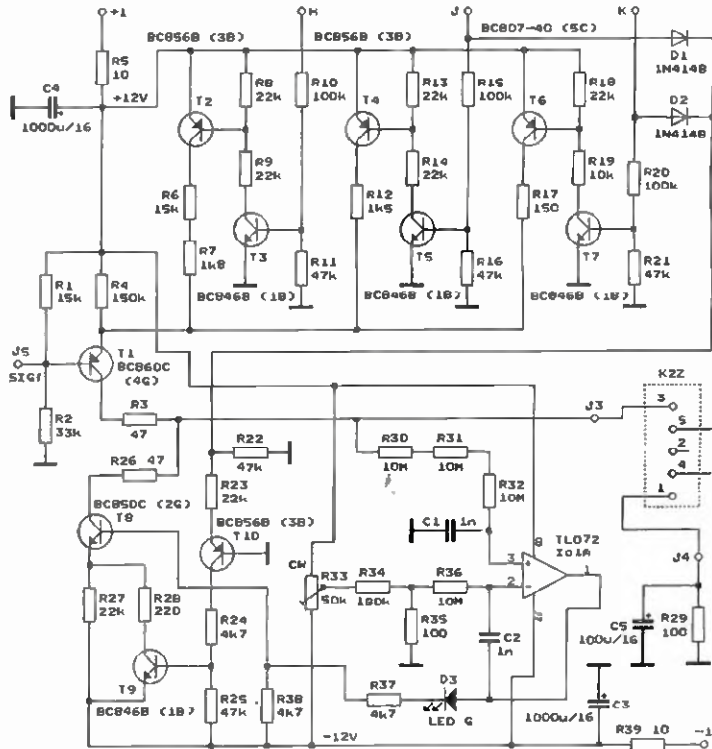 +i
H
J
K
BC856B (3B)
BC856B (3B)
BC807-40 (5C)
R5
10
C4
+12V
1000u/16
T2
R8
22k
R10
100k
T4
R13
22k
R15
100k
T6
R18
22k
D1
1N4148
D2
1N4148
R9
22k
R14
22k
R19
10k
R20
100k
R6
15k
R12
1k5
R17
150
R7
1k8
T3
R11
47k
T5
R16
47k
T7
R21
47k
BC846B (1B)
BC846B (1B)
BC846B (1B)
R1
15k
R4
150k
J5
SIGf
T1
BC860C
(4G)
R2
33k
R3
47
J3
K2Z
3
5
2
4
1
R26 47
R22
47k
R30
10M
R31
10M
R32
10M
BC850C (2G)
T8
R23
22k
BC856B (3B)
T10
C1
1n
8
TL072
Io1A
3
2
1
+
-
J4
CW
R33
50k
R34
180k
R36
10M
R27
22k
R28
220
R24
4k7
R35
100
C2
1n
C5
100u/16
R29
100
T9
BC846B (1B)
R25
47k
R38
4k7
R37
4k7
D3
LED G
C3
1000u/16
-12V
R39 10
-i